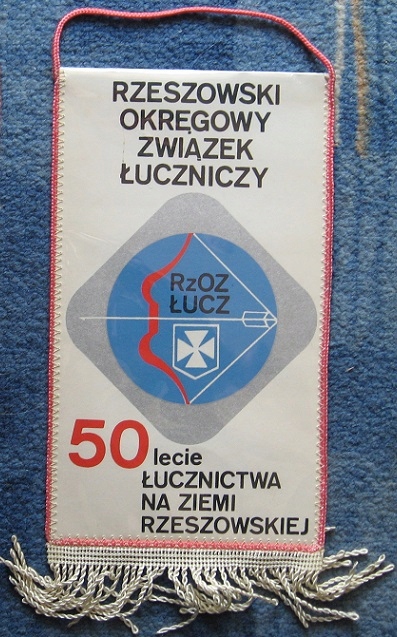 RZESZOWSKI
OKRĘGOWY
ZWIĄZEK
ŁUCZNICZY
RzOZ
ŁUCZ
50 lecie
ŁUCZNICTWA
NA ZIEMI
RZESZOWSKIEJ